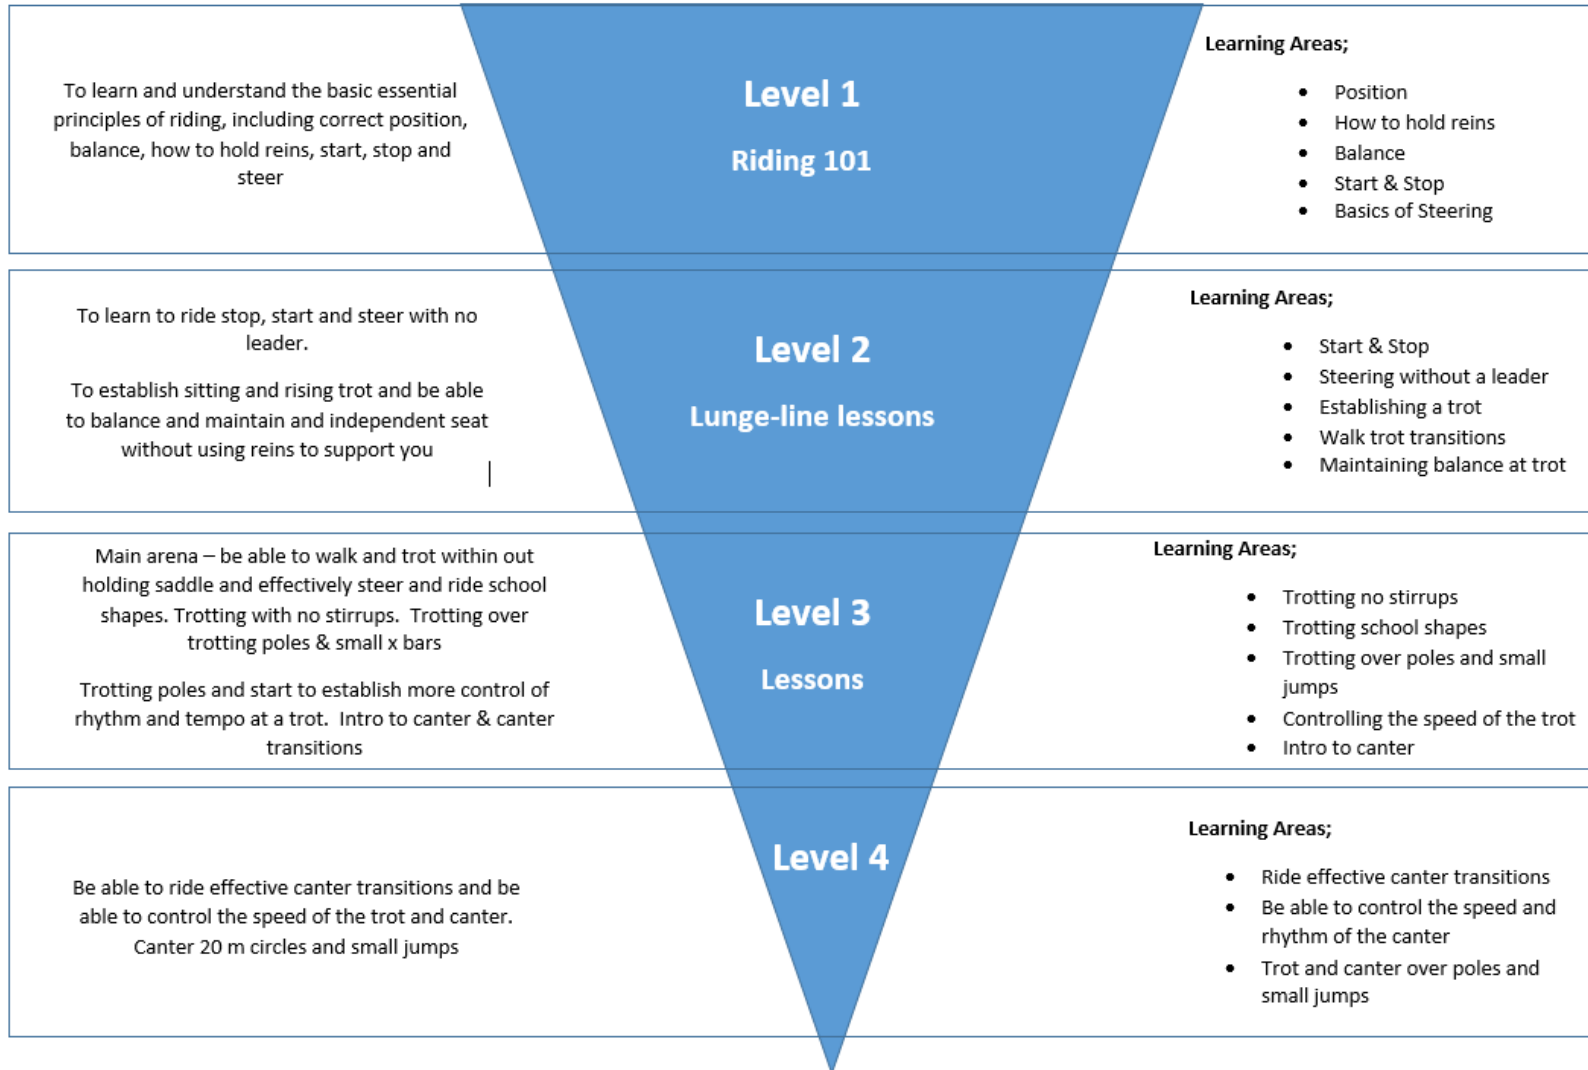 To learn and understand the basic essential
principles of riding, including correct position,
balance, how to hold reins, start, stop and
steer
Level 1
Riding 101
Learning Areas;
• Position
• How to hold reins
• Balance
• Start & Stop
• Basics of Steering
To learn to ride stop, start and steer with no
leader.
To establish sitting and rising trot and be able
to balance and maintain and independent seat
without using reins to support you
Level 2
Lunge-line lessons
Learning Areas;
• Start & Stop
• Steering without a leader
• Establishing a trot
• Walk trot transitions
• Maintaining balance at trot
Main arena – be able to walk and trot within out
holding saddle and effectively steer and ride school
shapes. Trotting with no stirrups.  Trotting over
trotting poles & small x bars
Trotting poles and start to establish more control of
rhythm and tempo at a trot.  Intro to canter & canter
transitions
Level 3
Lessons
Learning Areas;
• Trotting no stirrups
• Trotting school shapes
• Trotting over poles and small
jumps
• Controlling the speed of the trot
• Intro to canter
Be able to ride effective canter transitions and be
able to control the speed of the trot and canter.
Canter 20 m circles and small jumps
Level 4
Learning Areas;
• Ride effective canter transitions
• Be able to control the speed and
rhythm of the canter
• Trot and canter over poles and
small jumps